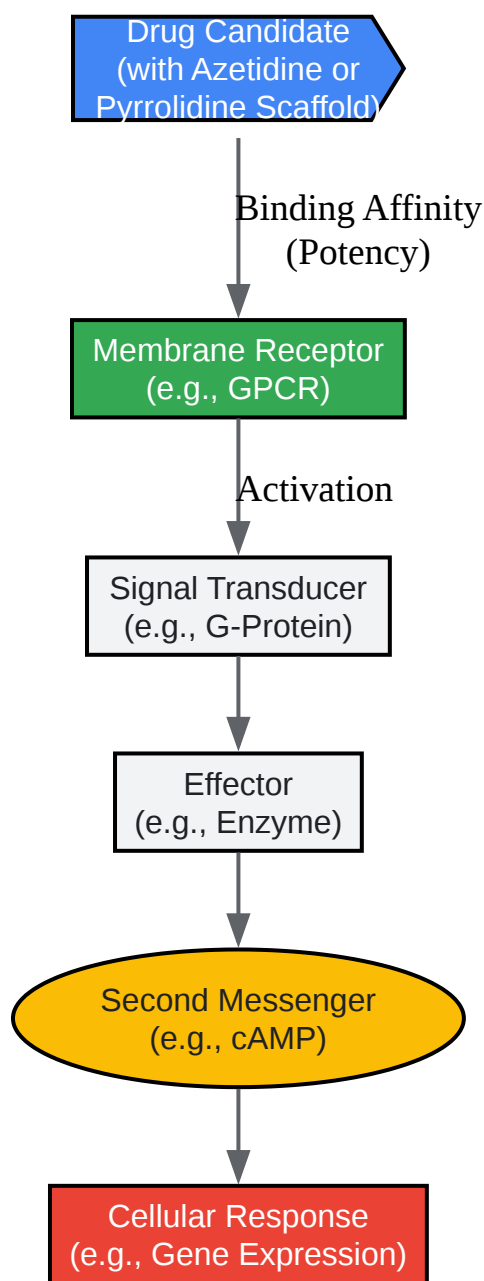 Drug Candidate
(with Azetidine or
Pyrrolidine Scaffold)
Binding Affinity
(Potency)
Membrane Receptor
(e.g., GPCR)
Activation
Signal Transducer
(e.g., G-Protein)
Effector
(e.g., Enzyme)
Second Messenger
(e.g., cAMP)
Cellular Response
(e.g., Gene Expression)